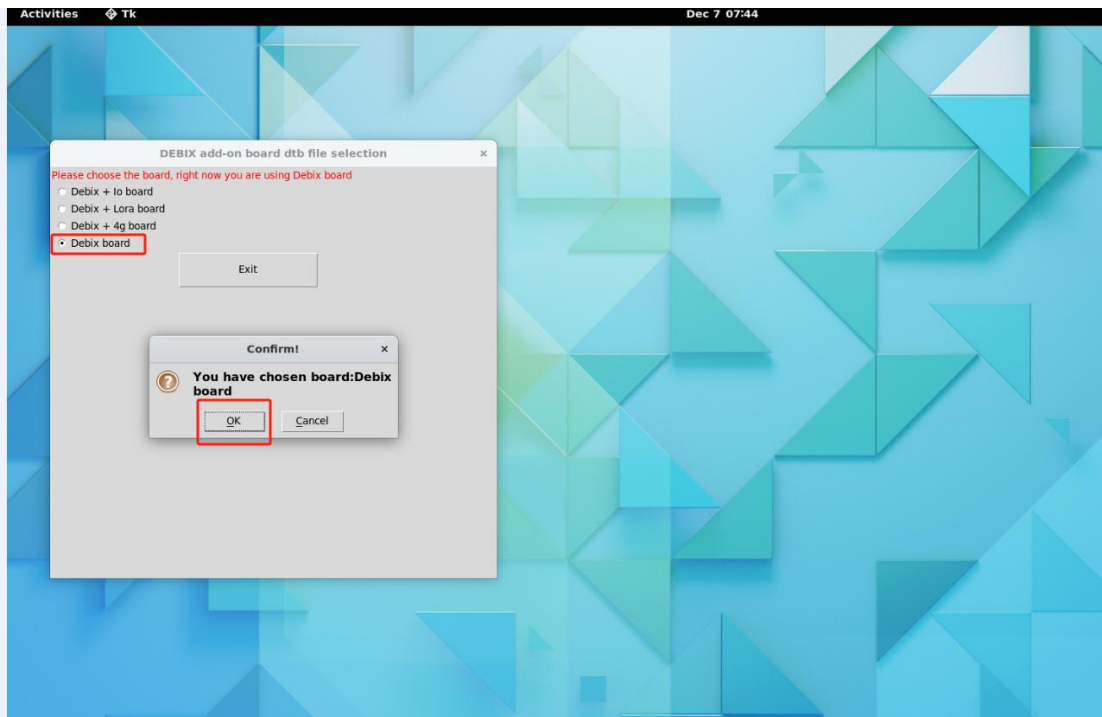 Activities Tk Dec 7 07:44
DEBIX add-on board dtb file selection ×
Please choose the board, right now you are using Debix board
Debix + Io board
Debix + Lora board
Debix + 4g board
Debix board
Exit
Confirm! ×
You have chosen board:Debix
board
OK Cancel